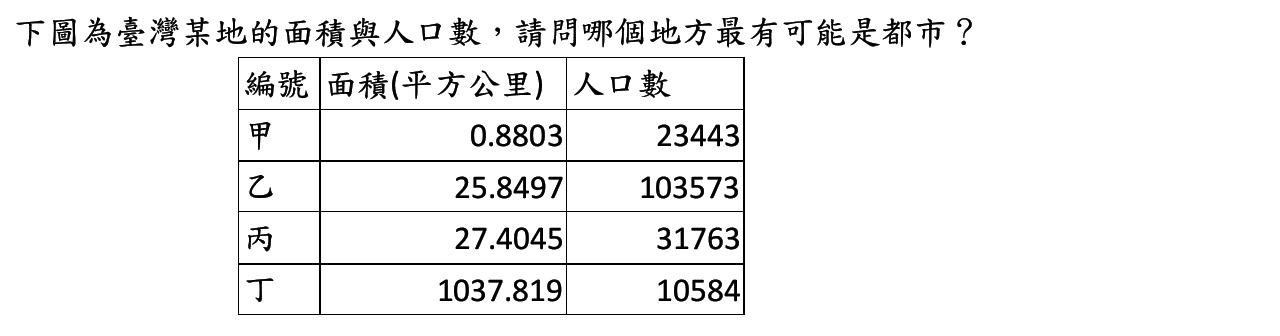 下圖為臺灣某地的面積與人口數，請問哪個地方最有可能是都市？
編號 面積(平方公里) 人口數
甲 0.8803 23443
乙 25.8497 103573
丙 27.4045 31763
丁 1037.819 10584